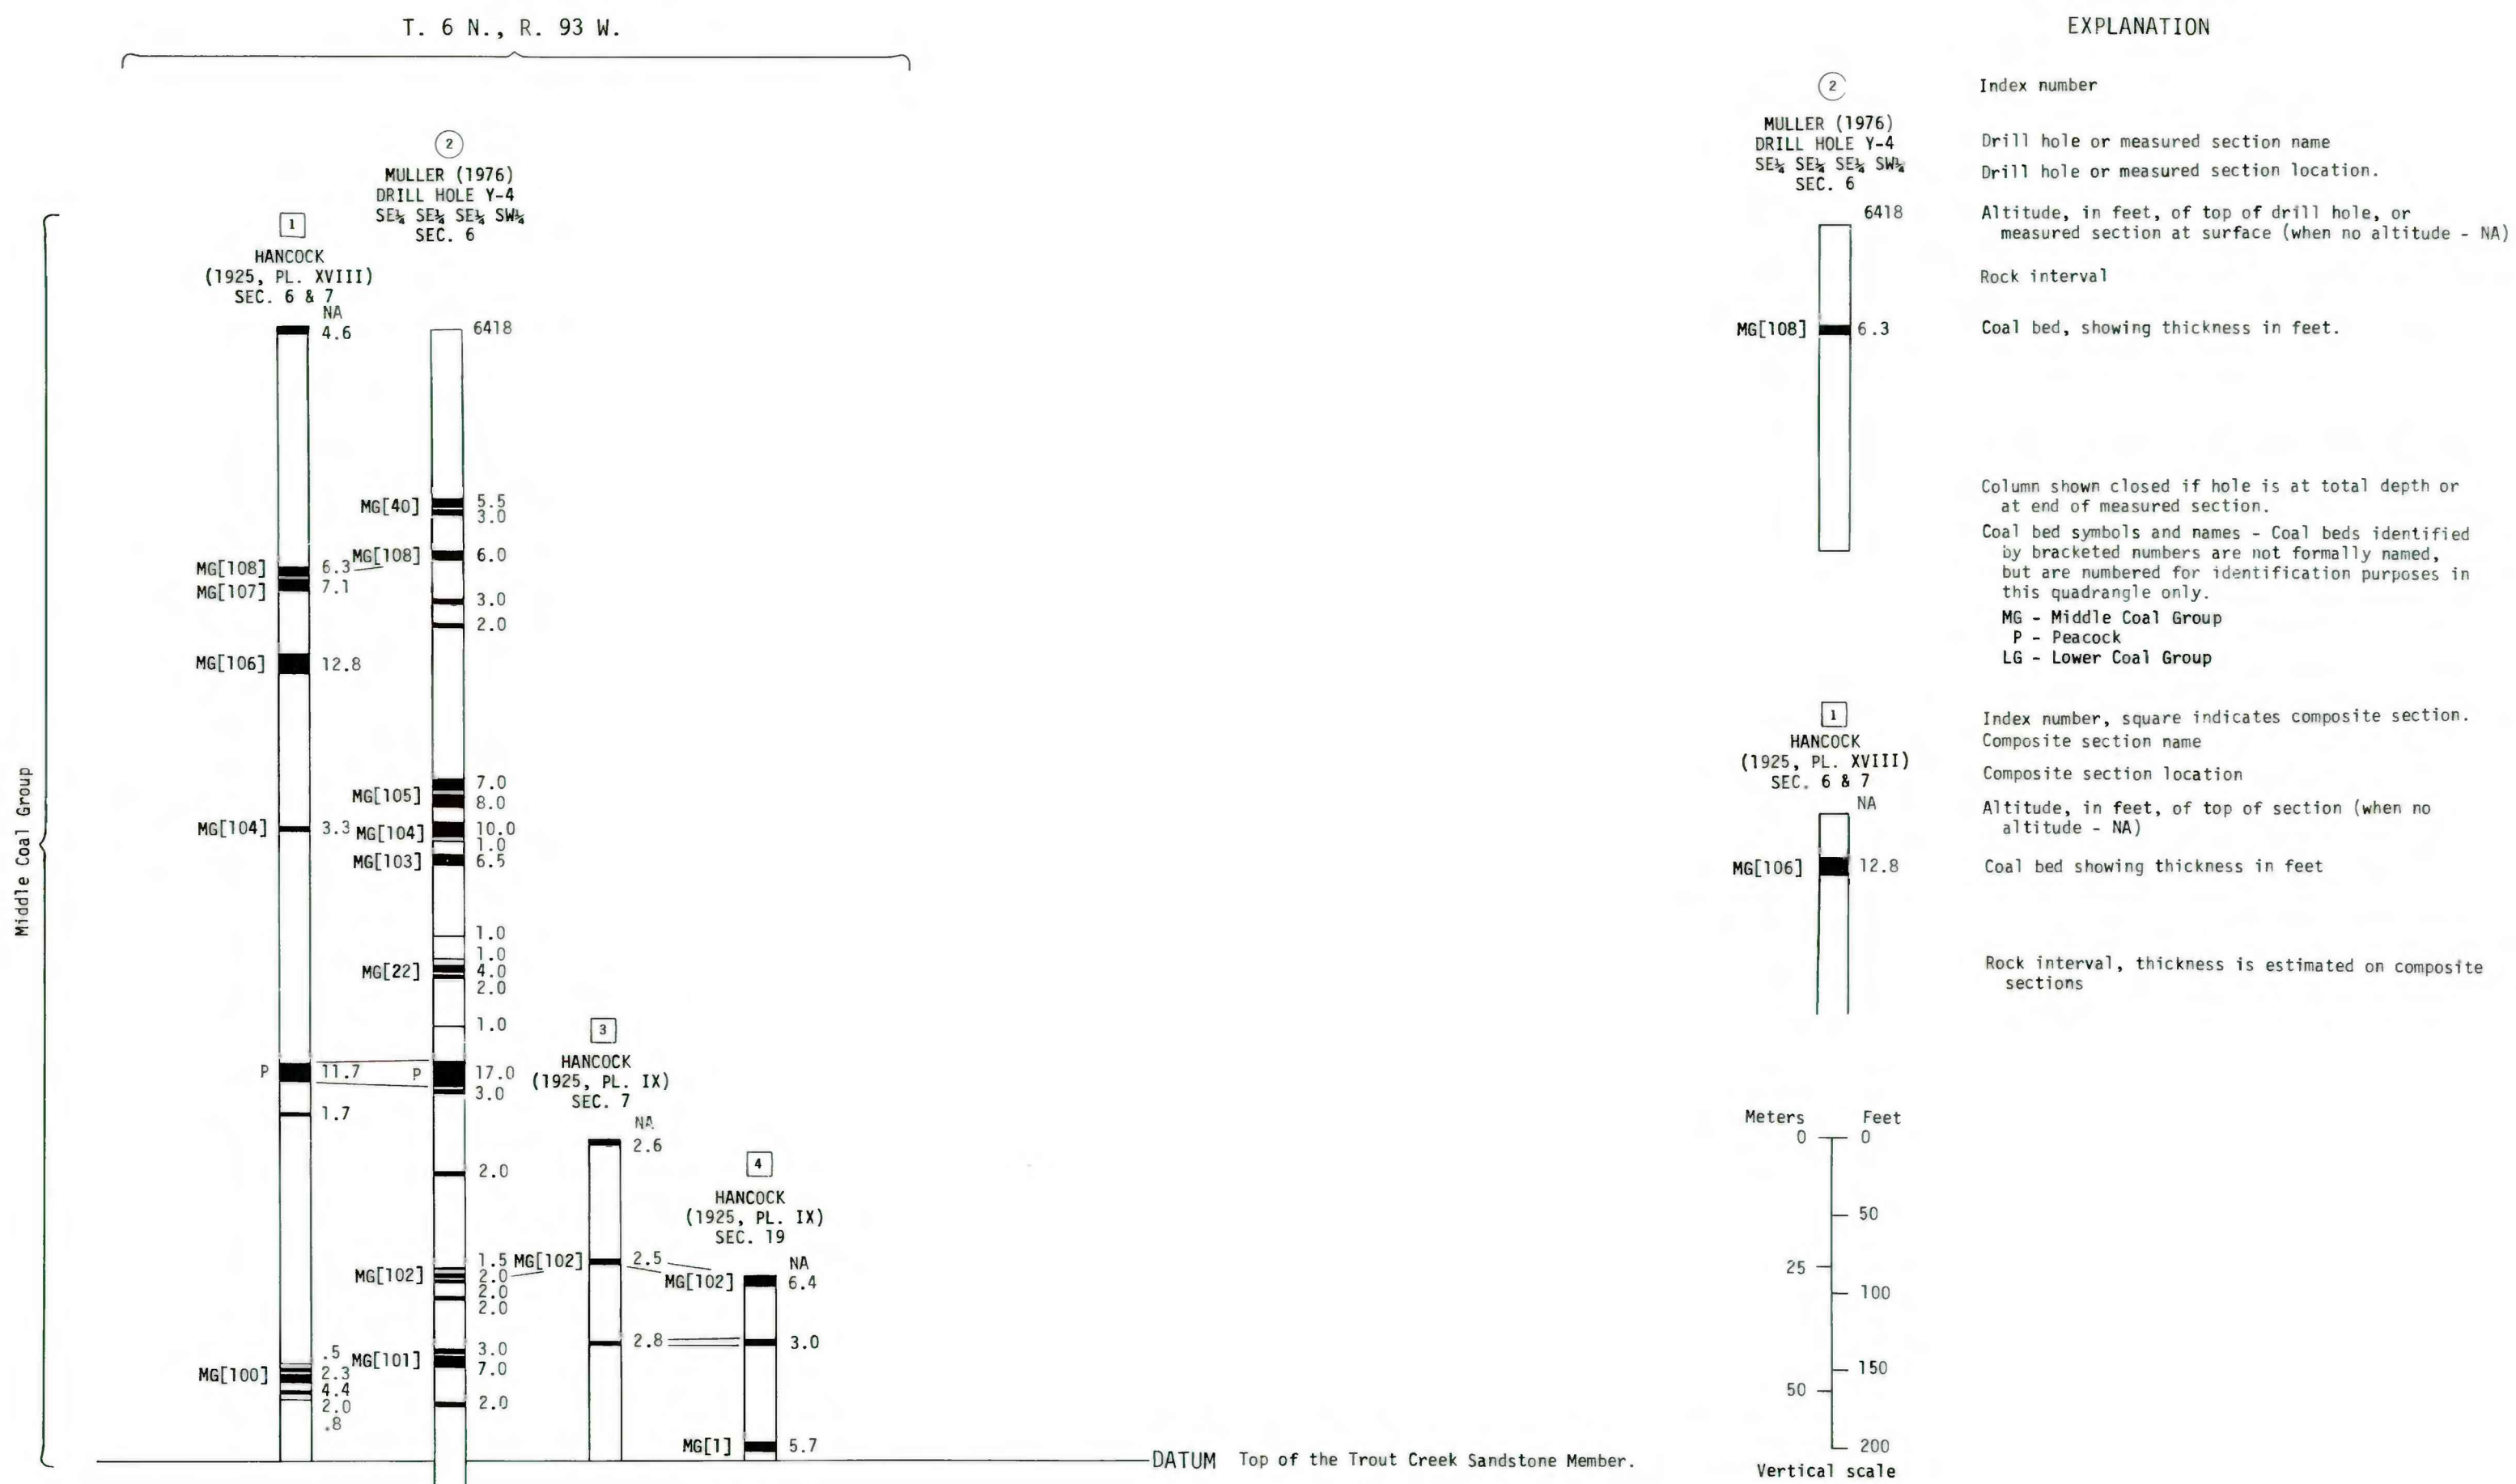 T. 6 N., R. 93 W.
Middle Coal Group
1
HANCOCK
(1925, PL. XVIII)
SEC. 6 & 7
NA
4.6
MG[108]
6.3
MG[107]
7.1
MG[106]
12.8
MG[104]
3.3
P
11.7
1.7
.5
MG[100]
2.3
4.4
2.0
.8
2
MULLER (1976)
DRILL HOLE Y-4
SE¼ SE¼ SE¼ SW¼
SEC. 6
6418
MG[40]
5.5
3.0
MG[108]
6.0
3.0
2.0
7.0
MG[105]
8.0
MG[104]
10.0
1.0
MG[103]
6.5
1.0
1.0
MG[22]
4.0
2.0
1.0
P
17.0
3.0
2.0
1.5
MG[102]
2.0
2.0
2.0
3.0
MG[101]
7.0
2.0
3
HANCOCK
(1925, PL. IX)
SEC. 7
NA
2.6
MG[102]
2.5
2.8
4
HANCOCK
(1925, PL. IX)
SEC. 19
NA
MG[102]
6.4
3.0
MG[1]
5.7
DATUM Top of the Trout Creek Sandstone Member.
EXPLANATION
2
Index number
MULLER (1976)
DRILL HOLE Y-4
SE¼ SE¼ SE¼ SW¼
SEC. 6
Drill hole or measured section name
Drill hole or measured section location.
6418
Altitude, in feet, of top of drill hole, or
measured section at surface (when no altitude - NA)
Rock interval
MG[108]
6.3
Coal bed, showing thickness in feet.
Column shown closed if hole is at total depth or
at end of measured section.
Coal bed symbols and names - Coal beds identified
by bracketed numbers are not formally named,
but are numbered for identification purposes in
this quadrangle only.
MG - Middle Coal Group
P - Peacock
LG - Lower Coal Group
1
Index number, square indicates composite section.
HANCOCK
(1925, PL. XVIII)
SEC. 6 & 7
Composite section name
Composite section location
NA
Altitude, in feet, of top of section (when no
altitude - NA)
MG[106]
12.8
Coal bed showing thickness in feet
Rock interval, thickness is estimated on composite
sections
Meters Feet
0 0
50
25
100
150
50
200
Vertical scale